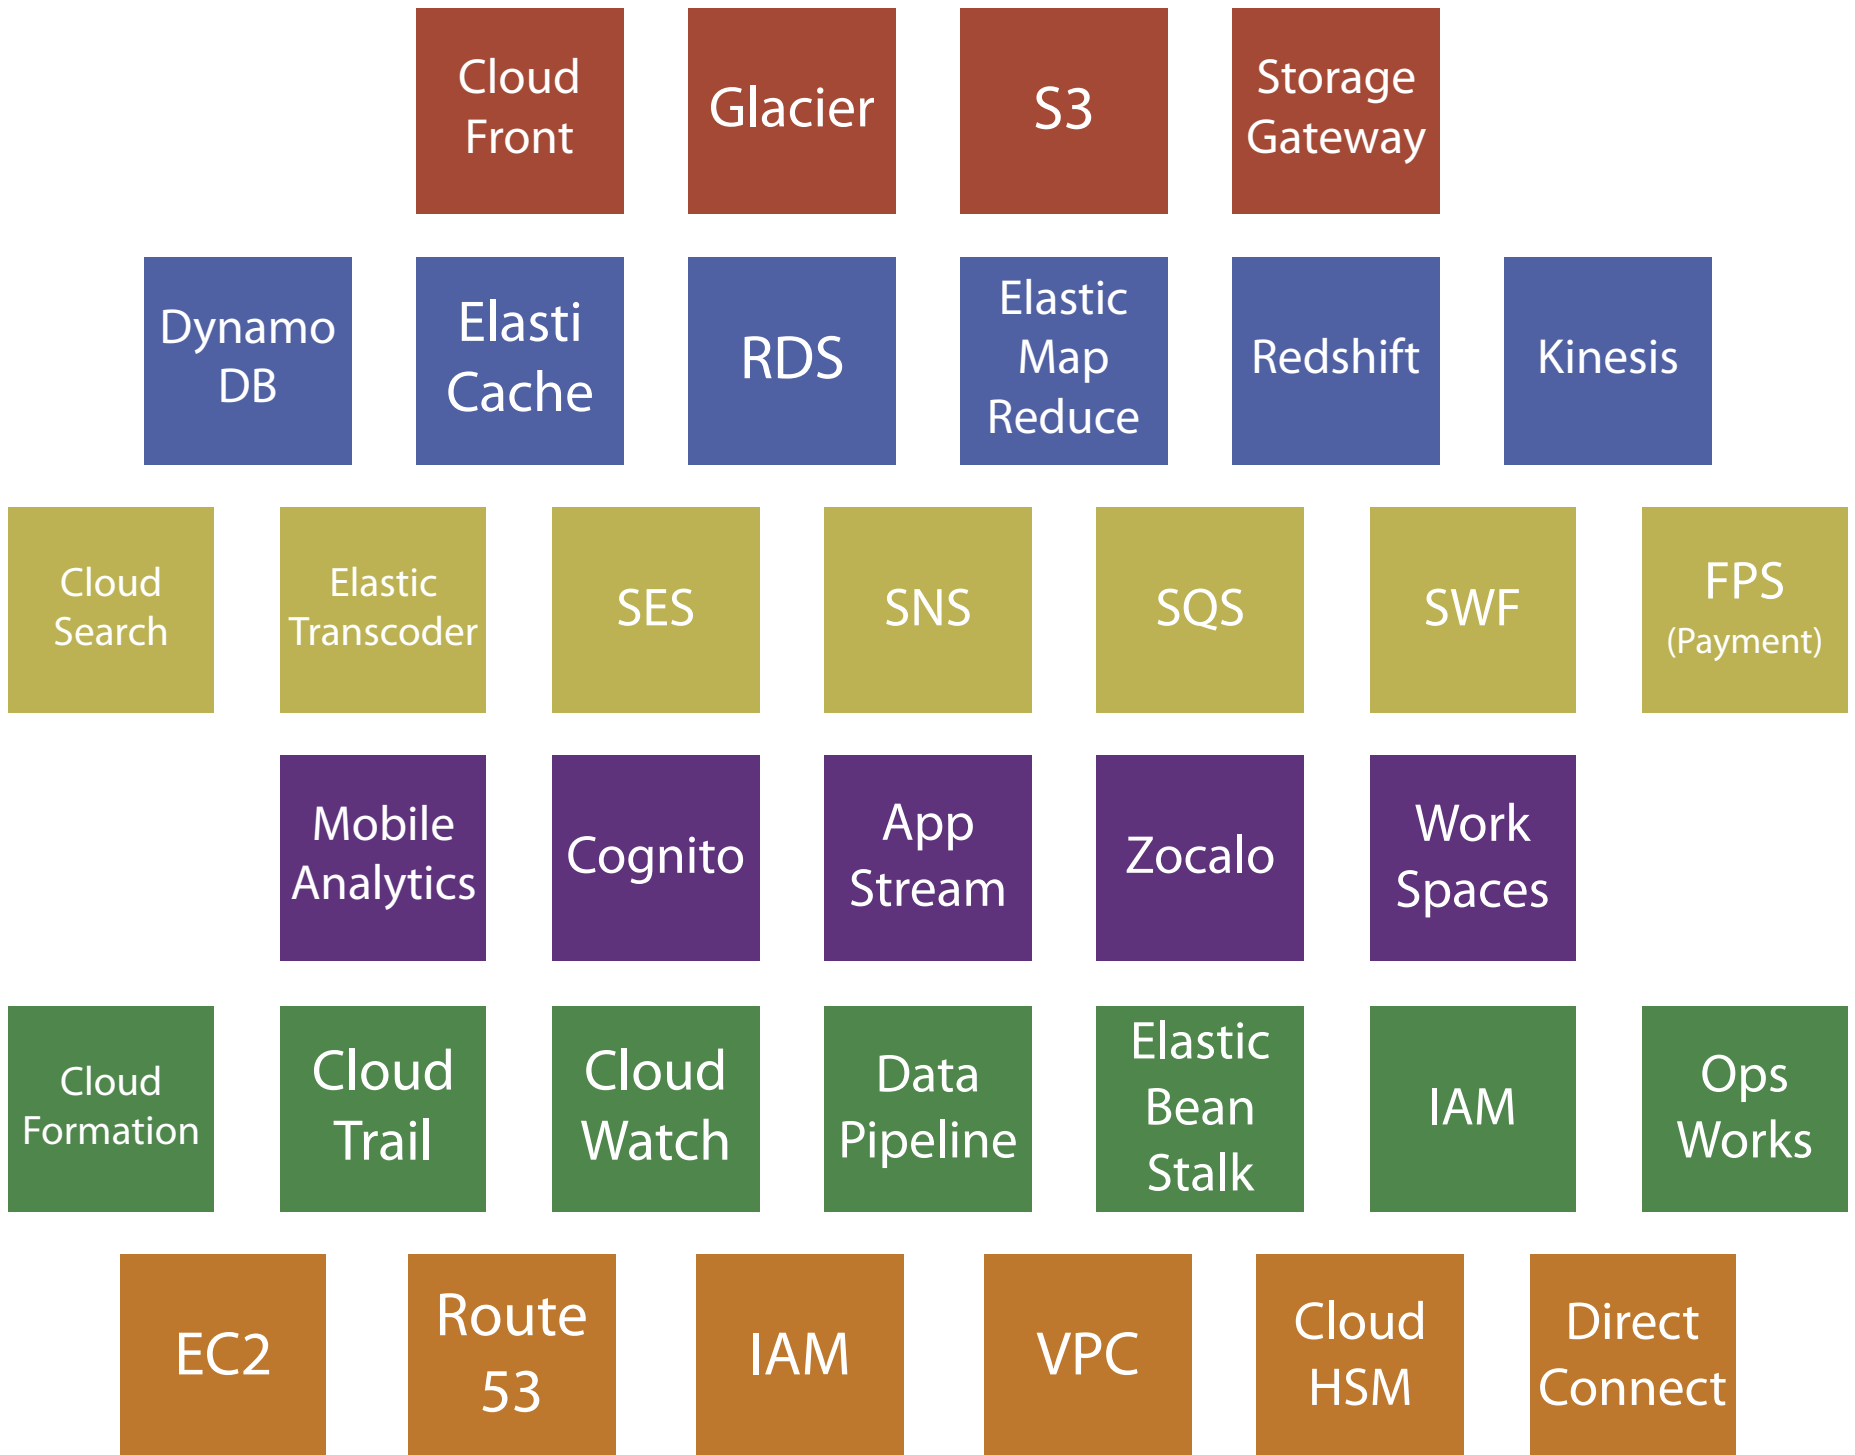 Cloud
Front
Glacier
S3
Storage
Gateway
Dynamo
DB
Elasti
Cache
RDS
Elastic
Map
Reduce
Redshift
Kinesis
Cloud
Search
Elastic
Transcoder
SES
SNS
SQS
SWF
FPS
(Payment)
Mobile
Analytics
Cognito
App
Stream
Zocalo
Work
Spaces
Cloud
Formation
Cloud
Trail
Cloud
Watch
Data
Pipeline
Elastic
Bean
Stalk
IAM
Ops
Works
EC2
Route
53
IAM
VPC
Cloud
HSM
Direct
Connect